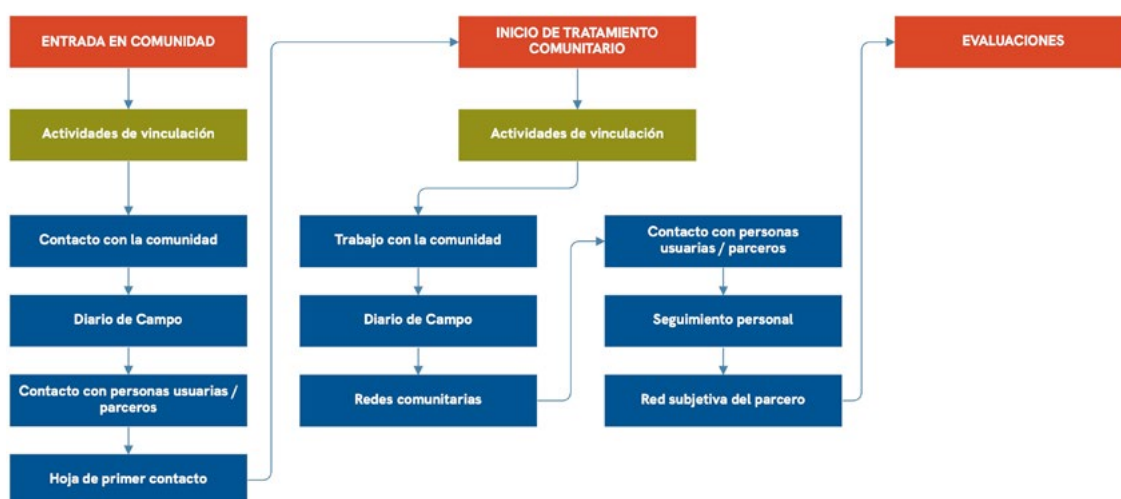 ENTRADA EN COMUNIDAD
Actividades de vinculación
Contacto con la comunidad
Diario de Campo
Contacto con personas usuarias /
parceros
Hoja de primer contacto
INICIO DE TRATAMIENTO
COMUNITARIO
Actividades de vinculación
Trabajo con la comunidad
Diario de Campo
Redes comunitarias
Contacto con personas
usuarias / parceros
Seguimiento personal
Red subjetiva del parcero
EVALUACIONES